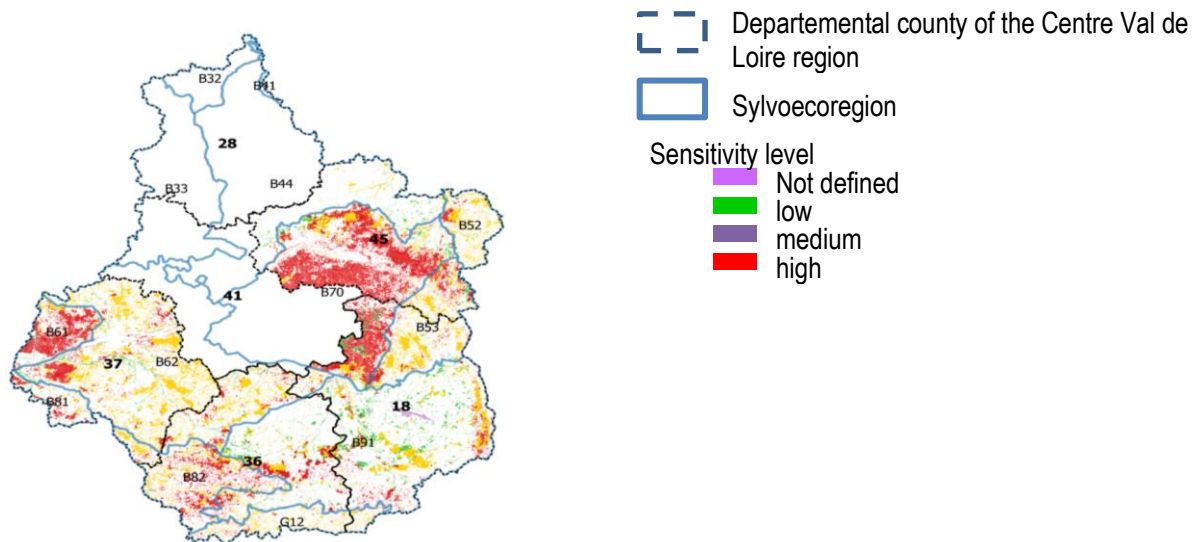 B32
B41
28
B33
B44
45
B52
B70
41
B53
B61
37
B62
B81
18
B91
36
B82
G12
Departemental county of the Centre Val de
Loire region
Sylvoecoregion
Sensitivity level
Not defined
low
medium
high